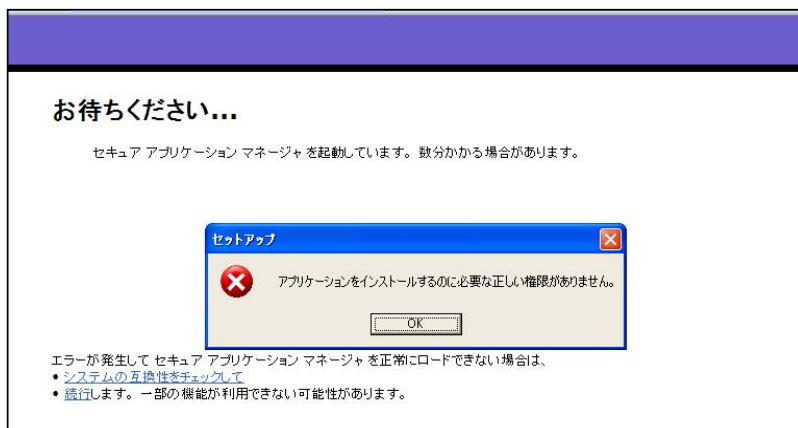 お待ちください...
セキュア アプリケーション マネージャ を起動しています。数分かかる場合があります。
セットアップ
アプリケーションをインストールするのに必要な正しい権限がありません。
OK
エラーが発生して セキュア アプリケーション マネージャ を正常にロードできない場合は、
• システムの互換性をチェックして
• 続行します。一部の機能が利用できない可能性があります。